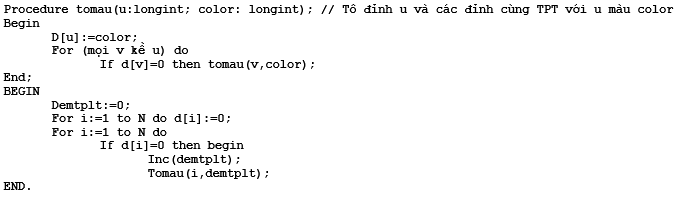 Procedure tomau(u:longint; color: longint); // Tô đỉnh u và các đỉnh cùng TPT với u màu color
Begin
D[u]:=color;
For (mọi v kề u) do
If d[v]=0 then tomau(v,color);
End;
BEGIN
Demtplt:=0;
For i:=1 to N do d[i]:=0;
For i:=1 to N do
If d[i]=0 then begin
Inc(demtplt);
Tomau(i,demtplt);
END.